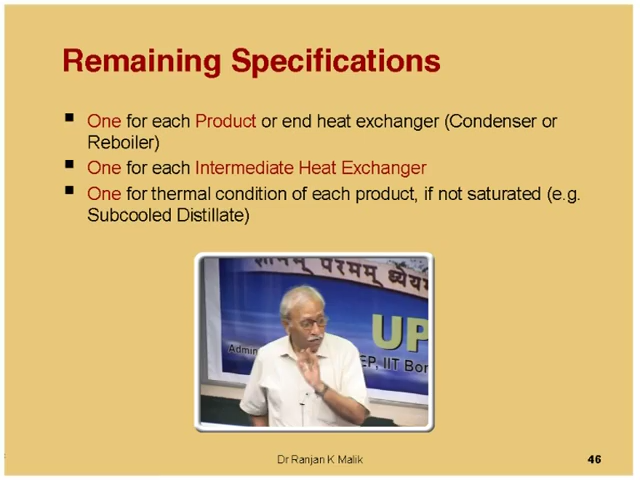 Remaining Specifications
▪ One for each Product or end heat exchanger (Condenser or
Reboiler)
▪ One for each Intermediate Heat Exchanger
▪ One for thermal condition of each product, if not saturated (e.g.
Subcooled Distillate)
ज्ञानम् परमम् ध्येयम्
UP
Admin
EP, IIT Bor
Dr Ranjan K Malik
46